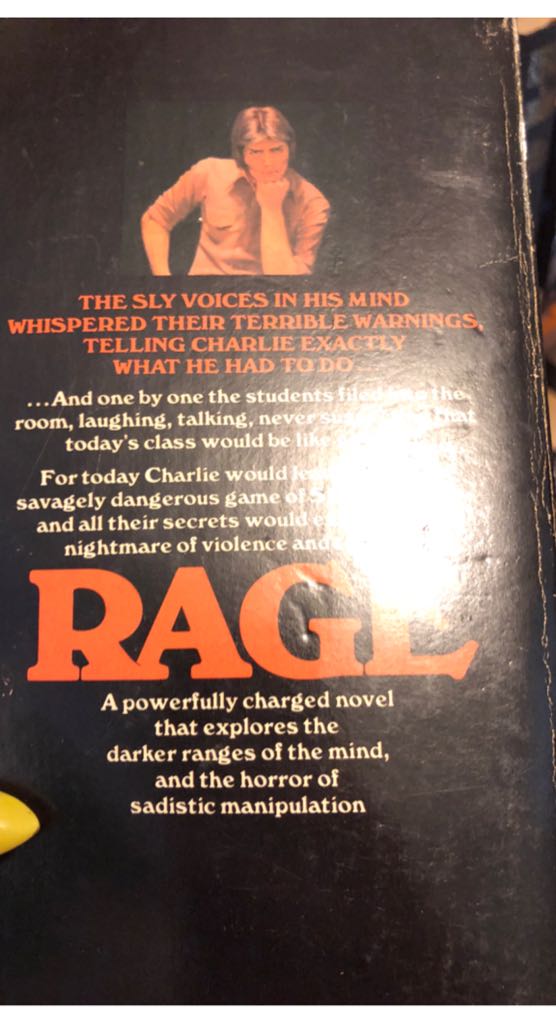 THE SLY VOICES IN HIS MIND
WHISPERED THEIR TERRIBLE WARNINGS,
TELLING CHARLIE EXACTLY
WHAT HE HAD TO DO...
...And one by one the students filed into the
room, laughing, talking, never that
today's class would be like
For today Charlie would
savagely dangerous game of
and all their secrets would
nightmare of violence and
RAGE
A powerfully charged novel
that explores the
darker ranges of the mind,
and the horror of
sadistic manipulation